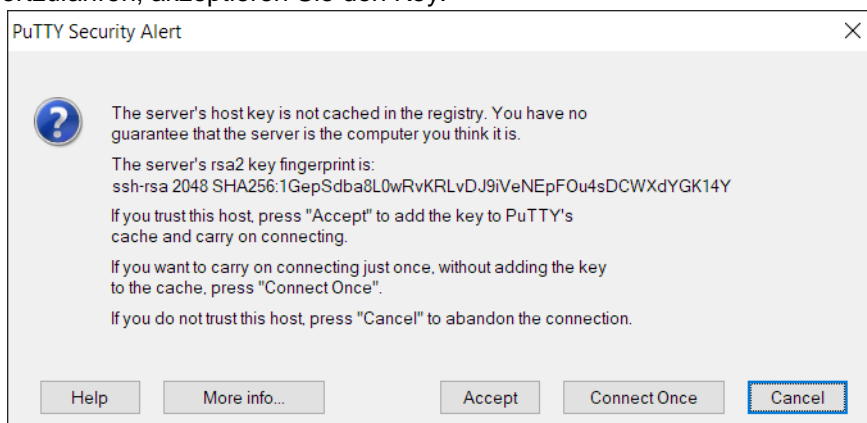 akzeptieren Sie den Key.
PuTTY Security Alert
The server's host key is not cached in the registry. You have no
guarantee that the server is the computer you think it is.
The server's rsa2 key fingerprint is:
ssh-rsa 2048 SHA256:1GepSdba8L0wRvKRLvDJ9iVeNEpFOu4sDCWXdYGK14Y
If you trust this host, press "Accept" to add the key to PuTTY's
cache and carry on connecting.
If you want to carry on connecting just once, without adding the key
to the cache, press "Connect Once".
If you do not trust this host, press "Cancel" to abandon the connection.
Help More info... Accept Connect Once Cancel